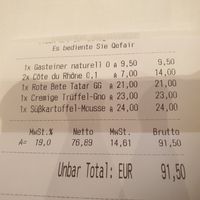 Es bediente Sie Qefair
1x Gasteiner naturell 0 a 9,50 9,50
2x Côte du Rhône 0,1 a 7,00 14,00
1x Rote Bete Tatar GG a 21,00 21,00
1x Cremige Trüffel-Gno a 23,00 23,00
1x Süßkartoffel-Mousse a 24,00 24,00
MwSt.% Netto MwSt. Brutto
A= 19,0 76,89 14,61 91,50
Unbar Total: EUR 91,50